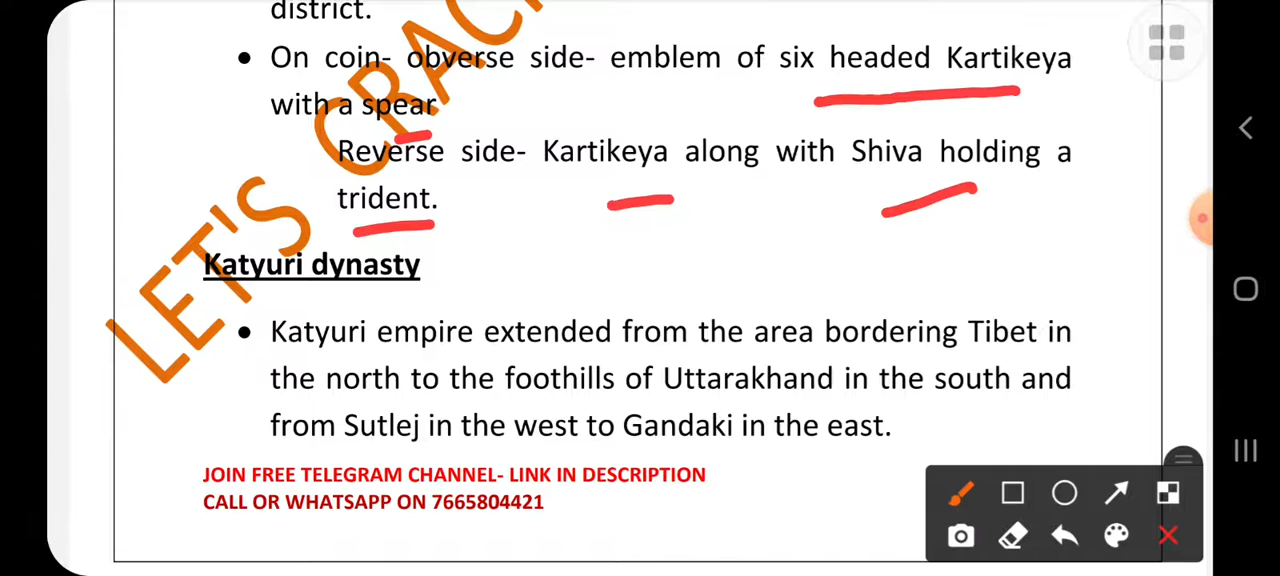 district.
• On coin- obverse side- emblem of six headed Kartikeya
with a spear
Reverse side- Kartikeya along with Shiva holding a
trident.
Katyuri dynasty
• Katyuri empire extended from the area bordering Tibet in
the north to the foothills of Uttarakhand in the south and
from Sutlej in the west to Gandaki in the east.
JOIN FREE TELEGRAM CHANNEL- LINK IN DESCRIPTION
CALL OR WHATSAPP ON 7665804421
LET'S CRAC